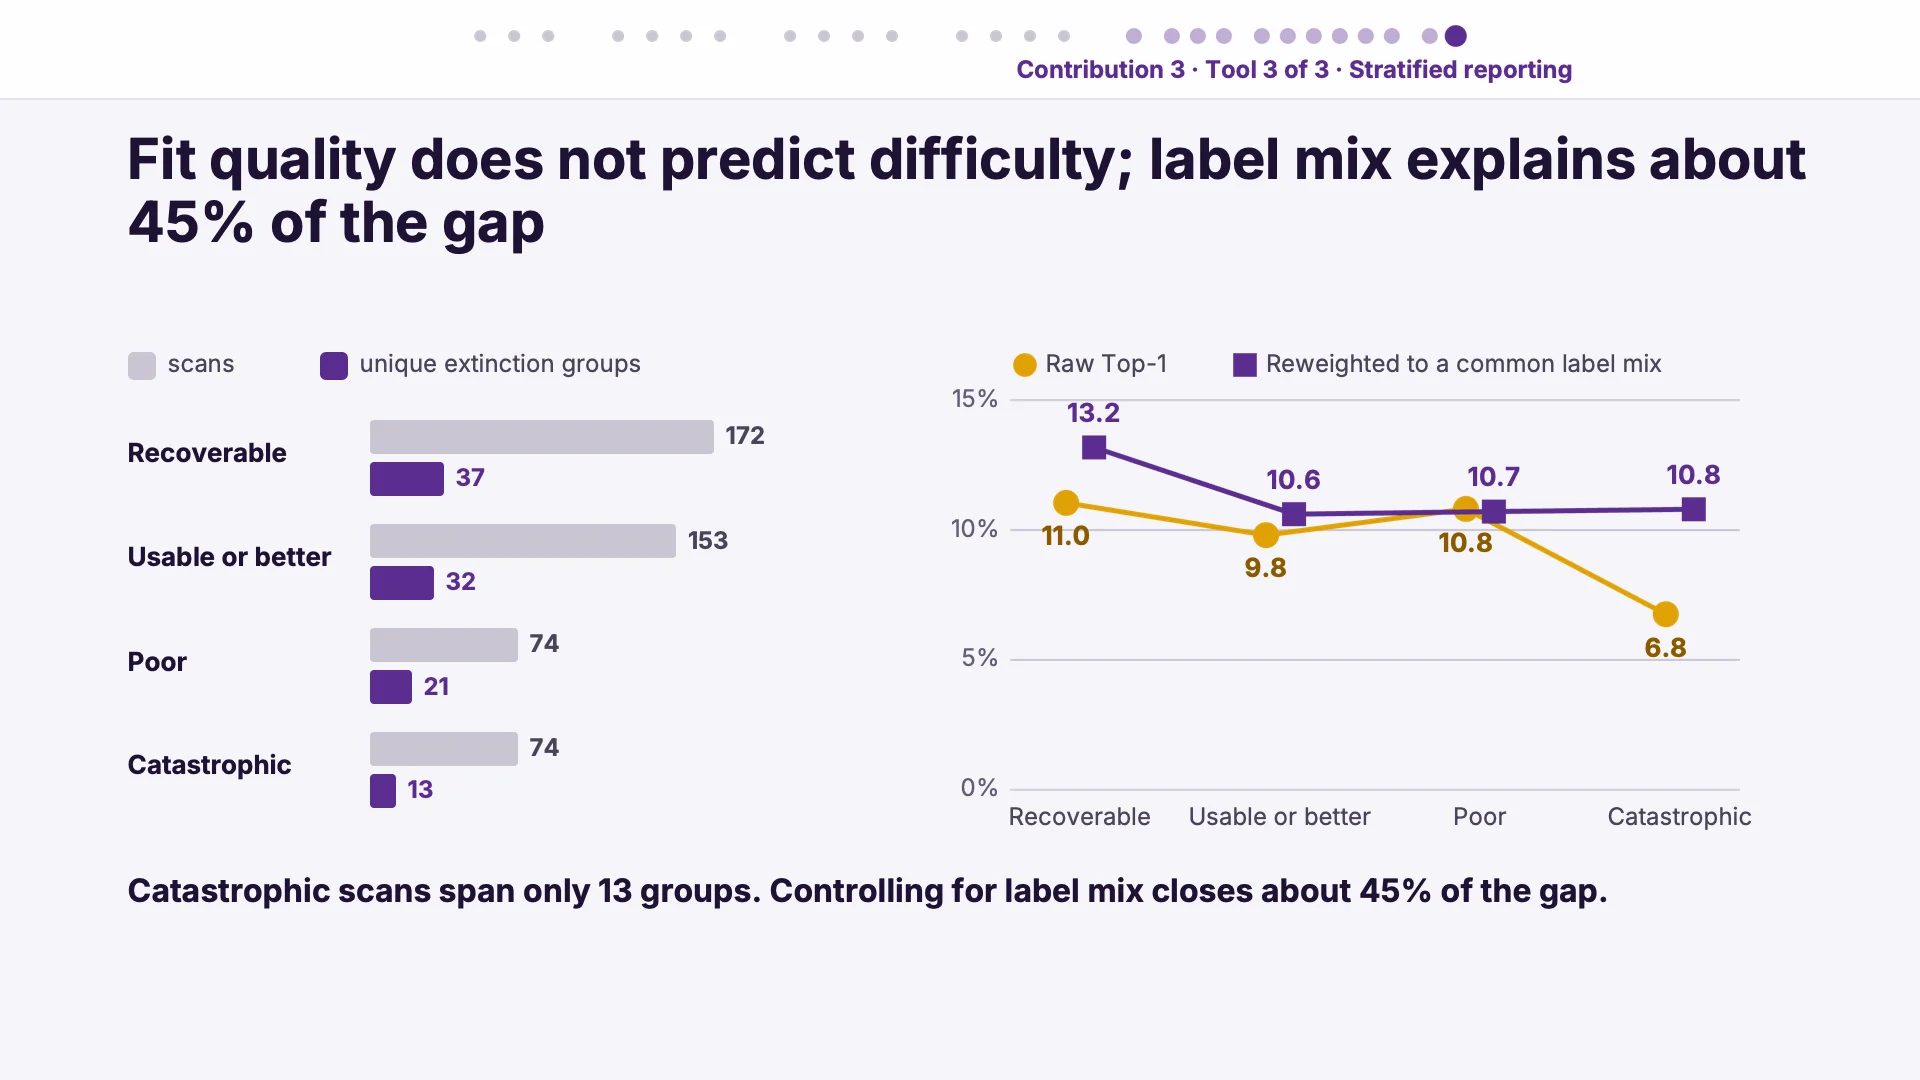 Contribution 3 · Tool 3 of 3 · Stratified reporting
Fit quality does not predict difficulty; label mix explains about
45% of the gap
scans
unique extinction groups
Recoverable
172
37
Usable or better
153
32
Poor
74
21
Catastrophic
74
13
Raw Top-1
Reweighted to a common label mix
15%
10%
5%
0%
13.2
10.6
10.7
10.8
11.0
9.8
10.8
6.8
Recoverable
Usable or better
Poor
Catastrophic
Catastrophic scans span only 13 groups. Controlling for label mix closes about 45% of the gap.